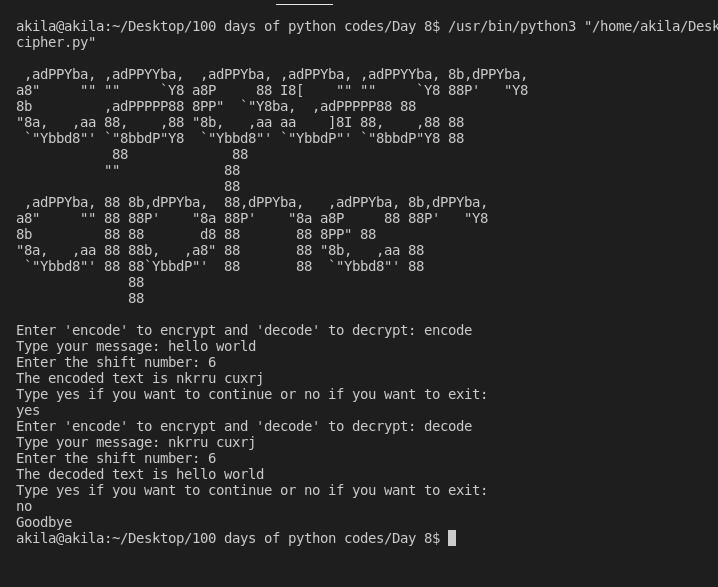 akila@akila:~/Desktop/100 days of python codes/Day 8$ /usr/bin/python3 "/home/akila/Desk
cipher.py"

 ,adPPYba, ,adPPYYba,  ,adPPYba, ,adPPYba, ,adPPYYba, 8b,dPPYba,
a8"     "" ""     `Y8 a8P     88 I8[    "" ""     `Y8 88P'   "Y8
8b         ,adPPPPP88 8PP"  `"Y8ba,  ,adPPPPP88 88
"8a,   ,aa 88,    ,88 "8b,   ,aa aa    ]8I 88,    ,88 88
 `"Ybbd8"' `"8bbdP"Y8  `"Ybbd8"' `"YbbdP"' `"8bbdP"Y8 88
            88             88
           ""             88
                          88
 ,adPPYba, 88 8b,dPPYba,  88,dPPYba,   ,adPPYba, 8b,dPPYba,
a8"     "" 88 88P'    "8a 88P'    "8a a8P     88 88P'   "Y8
8b         88 88       d8 88       88 8PP" 88
"8a,   ,aa 88 88b,   ,a8" 88       88 "8b,   ,aa 88
 `"Ybbd8"' 88 88`YbbdP"'  88       88  `"Ybbd8"' 88
              88
              88

Enter 'encode' to encrypt and 'decode' to decrypt: encode
Type your message: hello world
Enter the shift number: 6
The encoded text is nkrru cuxrj
Type yes if you want to continue or no if you want to exit:
yes
Enter 'encode' to encrypt and 'decode' to decrypt: decode
Type your message: nkrru cuxrj
Enter the shift number: 6
The decoded text is hello world
Type yes if you want to continue or no if you want to exit:
no
Goodbye
akila@akila:~/Desktop/100 days of python codes/Day 8$